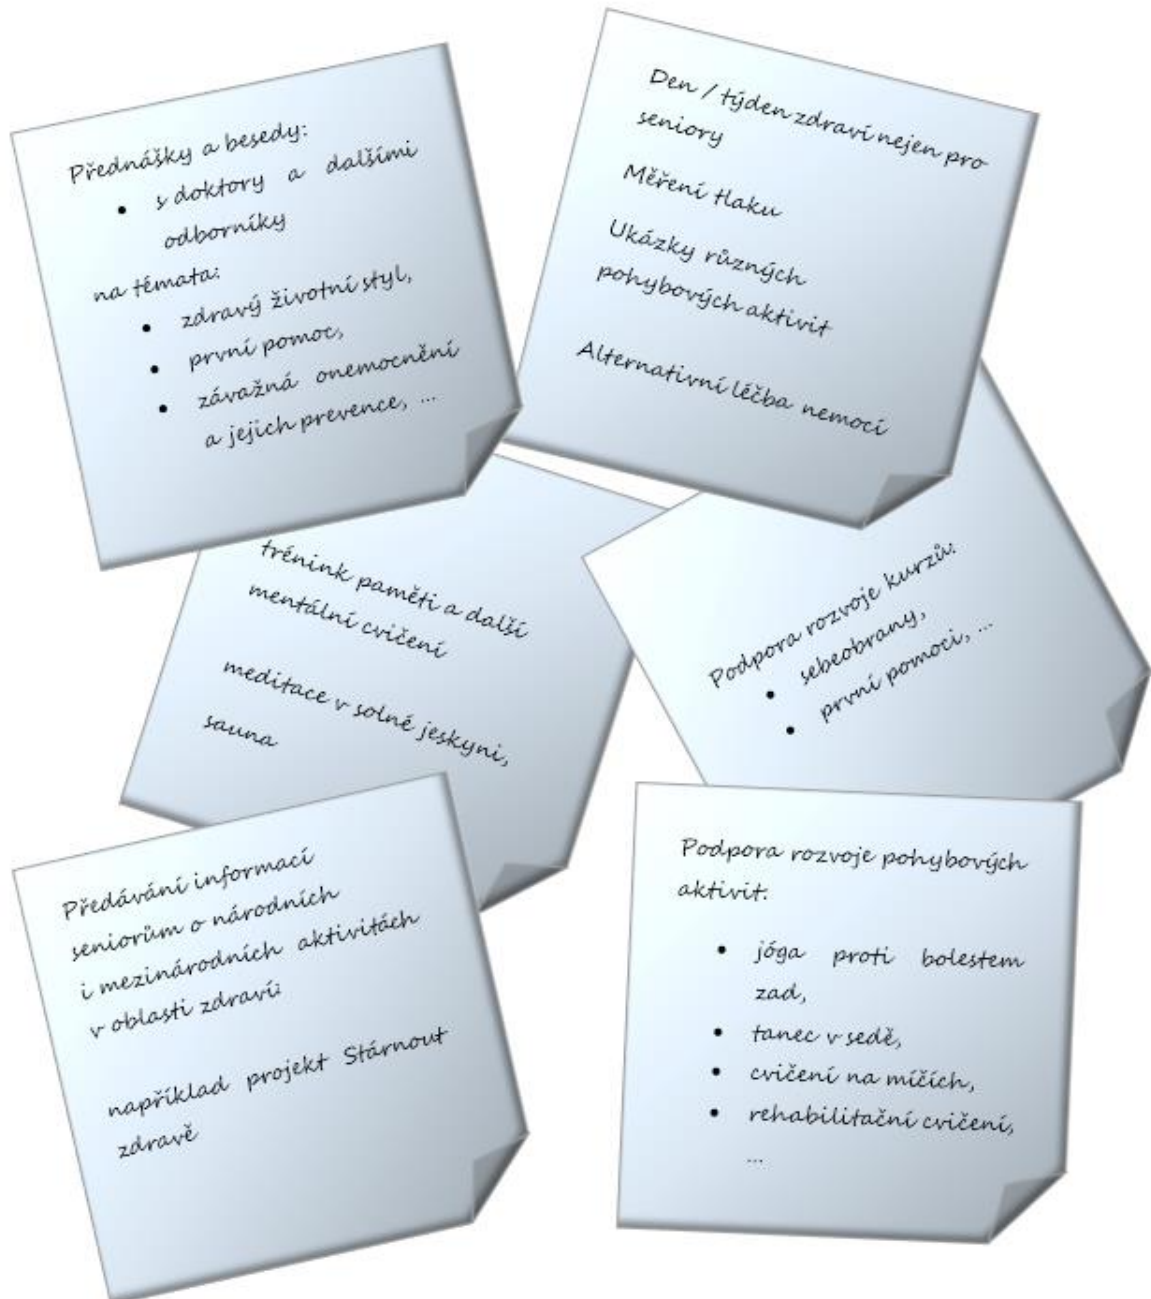 Přednášky a besedy:
• s doktory a dalšími
odborníky
na témata:
• zdravý životní styl,
• první pomoc,
• závažná onemocnění
a jejich prevence, ...
Den / týden zdraví nejen pro
seniory
Měření tlaku
Ukázky různých
pohybových aktivit
Alternativní léčba nemocí
trénink paměti a další
mentální cvičení
meditace v solné jeskyni,
sauna
Podpora rozvoje kurzů:
• sebeobrany,
• první pomoci, ...
Předávání informací
seniorům o národních
i mezinárodních aktivitách
v oblasti zdraví:
například projekt Stárnout
zdravě
Podpora rozvoje pohybových
aktivit:
• jóga proti bolestem
zad,
• tanec v sedě,
• cvičení na míčích,
• rehabilitační cvičení,
...